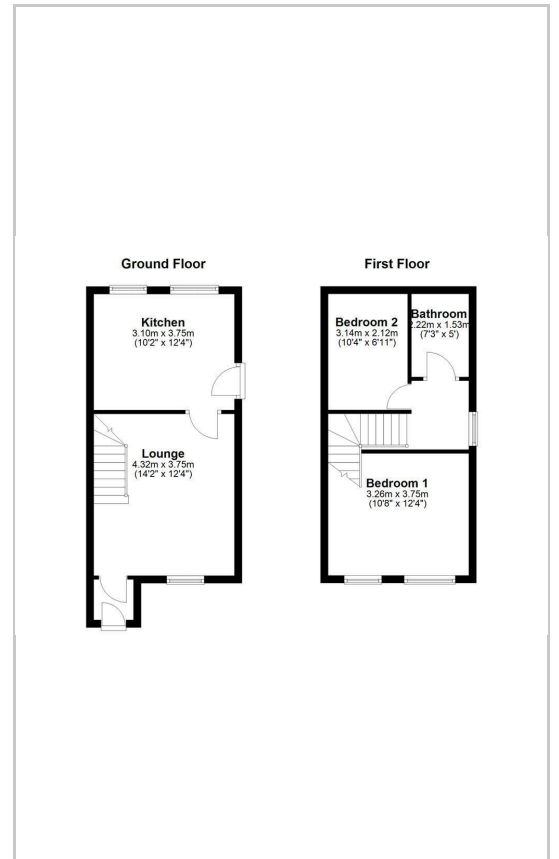 Ground Floor
Kitchen
3.10m x 3.75m
(10'2" x 12'4")
Lounge
4.32m x 3.75m
(14'2" x 12'4")
First Floor
Bedroom 2
3.14m x 2.12m
(10'4" x 6'11")
Bathroom
2.22m x 1.53m
(7'3" x 5')
Bedroom 1
3.26m x 3.75m
(10'8" x 12'4")